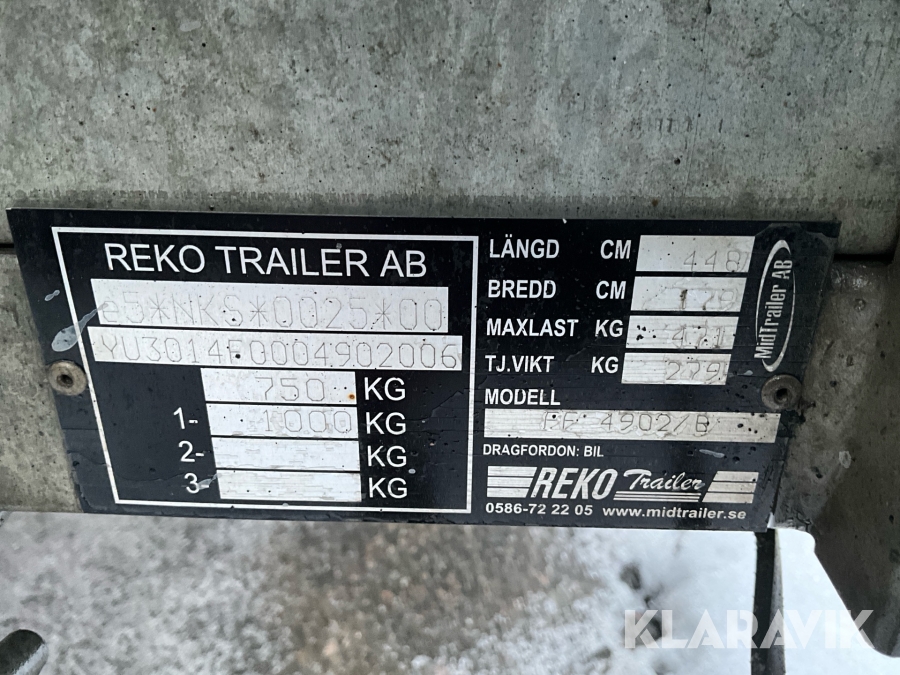 REKO TRAILER AB
e5*NKS*0025*00
YU3014E0004902006
750 KG
1- 1000 KG
2- KG
3- KG
LÄNGD CM 448
BREDD CM 179
MAXLAST KG 471
TJ.VIKT KG 279
MODELL
4902/B
DRAGFORDON: BIL
REKO Trailer
0586-72 22 05 www.midtrailer.se
MidTrailer AB
KLARAVIK